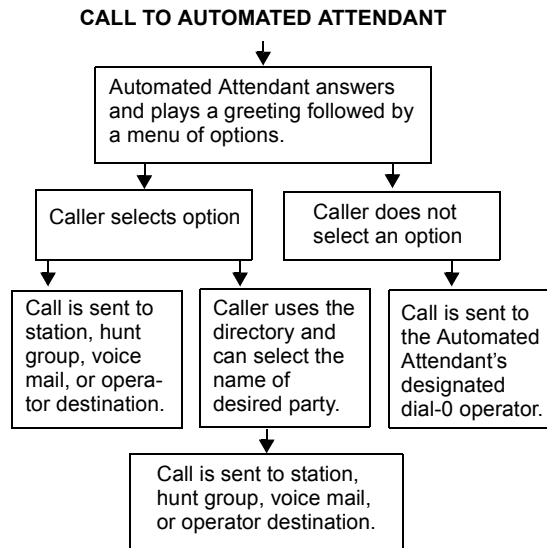 CALL TO AUTOMATED ATTENDANT
Automated Attendant answers
and plays a greeting followed by
a menu of options.
Caller selects option
Caller does not
select an option
Call is sent to
station, hunt
group, voice
mail, or opera-
tor destination.
Caller uses the
directory and
can select the
name of
desired party.
Call is sent to
the Automated
Attendant's
designated
dial-0 operator.
Call is sent to station,
hunt group, voice mail,
or operator destination.